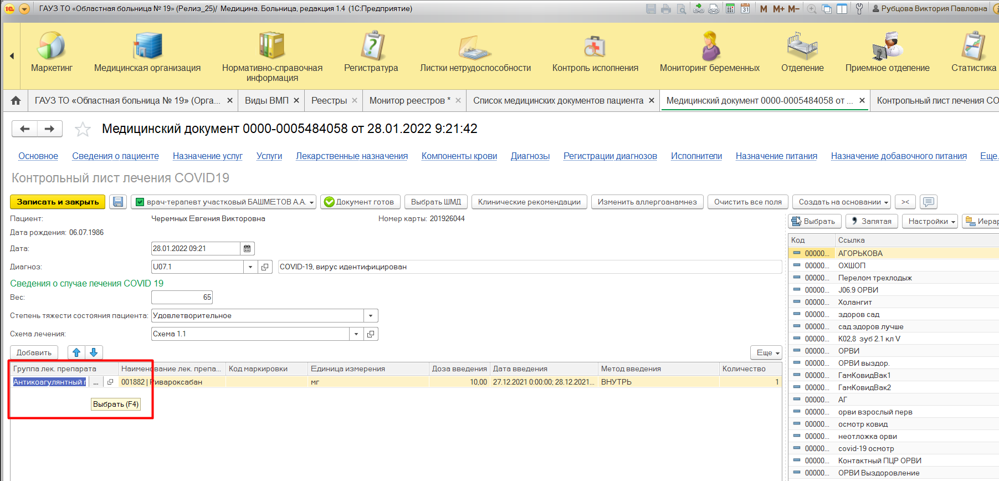 ГАУЗ ТО «Областная больница № 19» (Релиз_25)/ Медицина. Больница, редакция 1.4 (1С:Предприятие)
M M+ M− Рубцова Виктория Павловна
Маркетинг
Медицинская организация
Нормативно-справочная
информация
Регистратура
Листки нетрудоспособности
Контроль исполнения
Мониторинг беременных
Отделение
Приемное отделение
Статистика
ГАУЗ ТО «Областная больница № 19» (Орга... × Виды ВМП × Реестры × Монитор реестров * × Список медицинских документов пациента × Медицинский документ 0000-0005484058 от ... × Контрольный лист лечения CO
Медицинский документ 0000-0005484058 от 28.01.2022 9:21:42
Основное Сведения о пациенте Назначение услуг Услуги Лекарственные назначения Компоненты крови Диагнозы Регистрации диагнозов Исполнители Назначение питания Назначение добавочного питания Еще.
Контрольный лист лечения COVID19
Записать и закрыть врач-терапевт участковый БАШМЕТОВ А.А. Документ готов Выбрать ШМД Клинические рекомендации Изменить аллергоанамнез Очистить все поля Создать на основании ><
Пациент: Черемных Евгения Викторовна Номер карты: 201926044
Дата рождения: 06.07.1986
Дата: 28.01.2022 09:21
Диагноз: U07.1 COVID-19, вирус идентифицирован
Сведения о случае лечения COVID 19
Вес: 65
Степень тяжести состояния пациента: Удовлетворительное
Схема лечения: Схема 1.1
Добавить Еще
Группа лек. препарата Наименование лек. препа... Код маркировки Единица измерения Доза введения Дата введения Метод введения Количество
Антикоагулянтный ... 001882 | Ривароксабан мг 10,00 27.12.2021 0:00:00; 28.12.2021... ВНУТРЬ 1
Выбрать (F4)
Выбрать Запятая Настройки Иерар
Код Ссылка
00000... АГОРЬКОВА
00000... ОХШОП
00000... Перелом трехлодыж
00000... J06.9 ОРВИ
00000... Холангит
00000... здоров сад
00000... сад здоров лучше
00000... К02,8 зуб 2.1 кл V
00000... ОРВИ
00000... ОРВИ выздор.
00000... ГамКовидВак1
00000... ГамКовидВак2
00000... АГ
00000... орви взрослый перв
00000... осмотр ковид
00000... неотложка орви
00000... covid-19 осмотр
00000... Контактный ПЦР ОРВИ
00000... ОРВИ Выздоровление